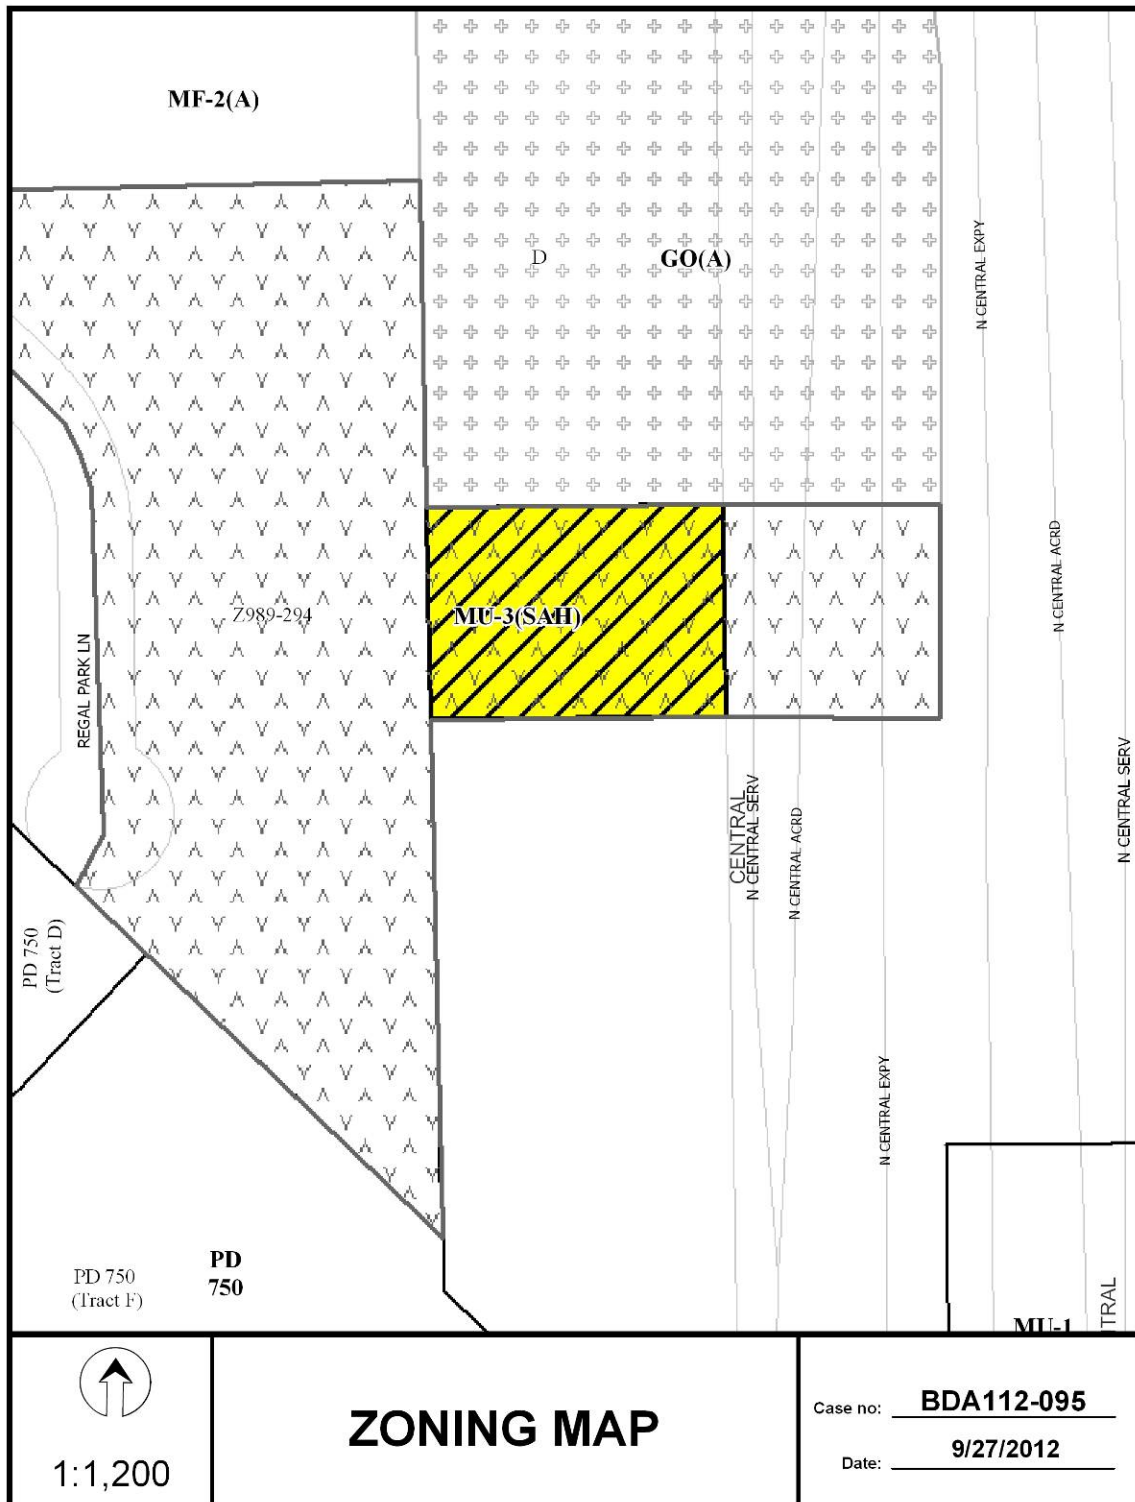 MF-2(A)
D
GO(A)
N CENTRAL EXPY
N CENTRAL ACRD
Z989-294
MU-3(SAH)
REGAL PARK LN
CENTRAL
N CENTRAL SERV
N CENTRAL ACRD
N CENTRAL SERV
PD 750
(Tract D)
N CENTRAL EXPY
PD 750
(Tract F)
PD
750
MU-1
TRAL
1:1,200
ZONING MAP
Case no: BDA112-095
Date: 9/27/2012